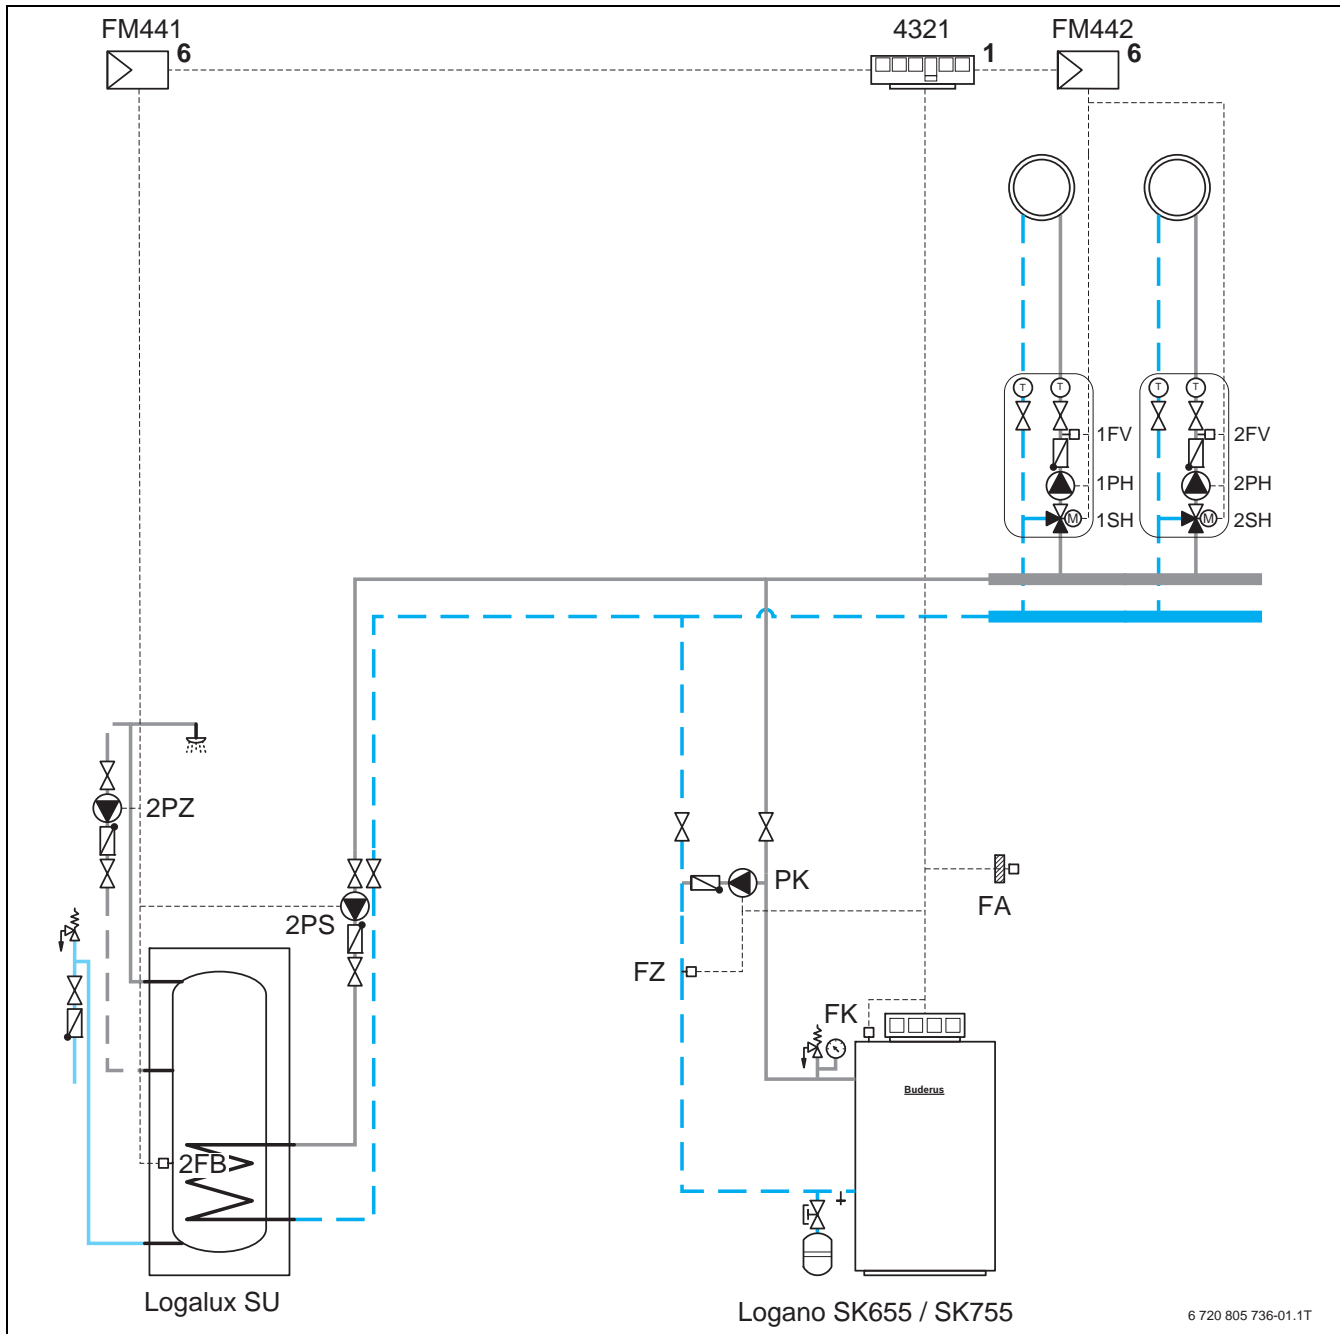 FM441
6
4321
1
FM442
6
T T T T
1FV
2FV
1PH
2PH
M 1SH
M 2SH
2PZ
PK
FA
2PS
FZ
FK
Buderus
2FB
Logalux SU
Logano SK655 / SK755
6 720 805 736-01.1T